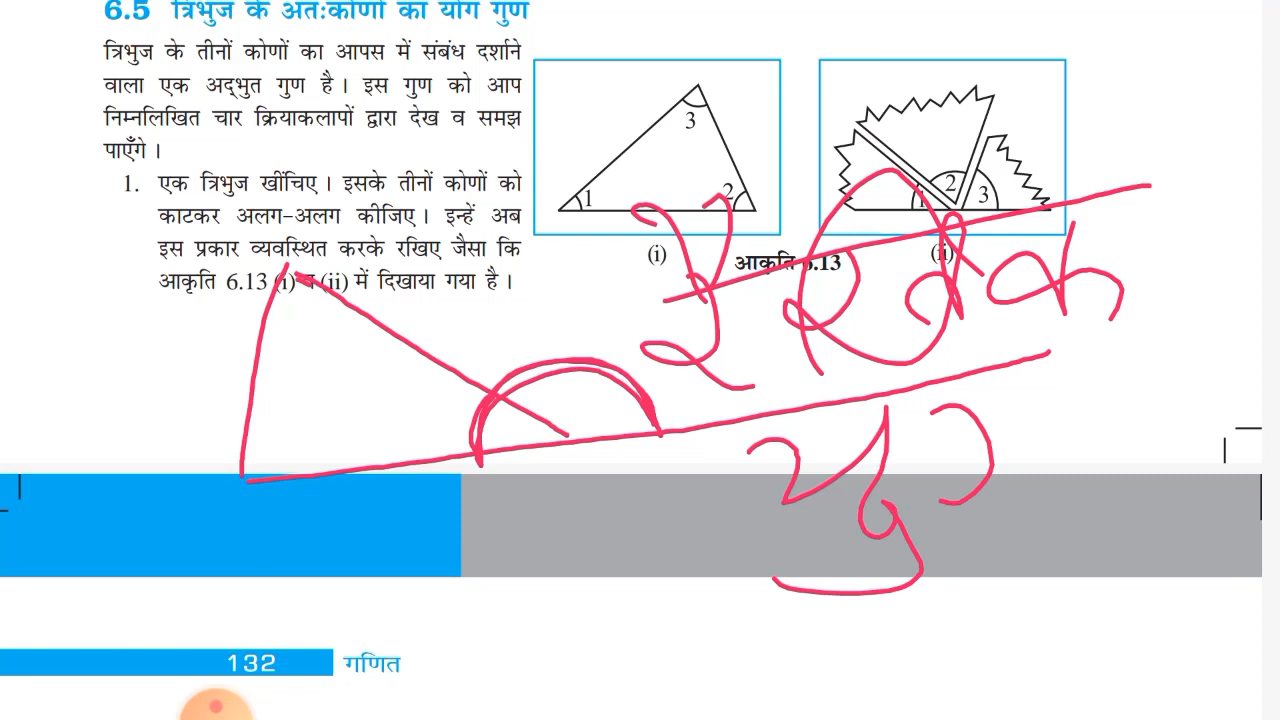 6.5 त्रिभुज के अंतःकोणों का योग गुण
त्रिभुज के तीनों कोणों का आपस में संबंध दर्शाने
वाला एक अद्भुत गुण है। इस गुण को आप
निम्नलिखित चार क्रियाकलापों द्वारा देख व समझ
पाएँगे।
1. एक त्रिभुज खींचिए। इसके तीनों कोणों को
काटकर अलग-अलग कीजिए। इन्हें अब
इस प्रकार व्यवस्थित करके रखिए जैसा कि
आकृति 6.13 (i) व (ii) में दिखाया गया है।
3
1
2
1
2
3
(i)
(ii)
आकृति 6.13
132 गणित